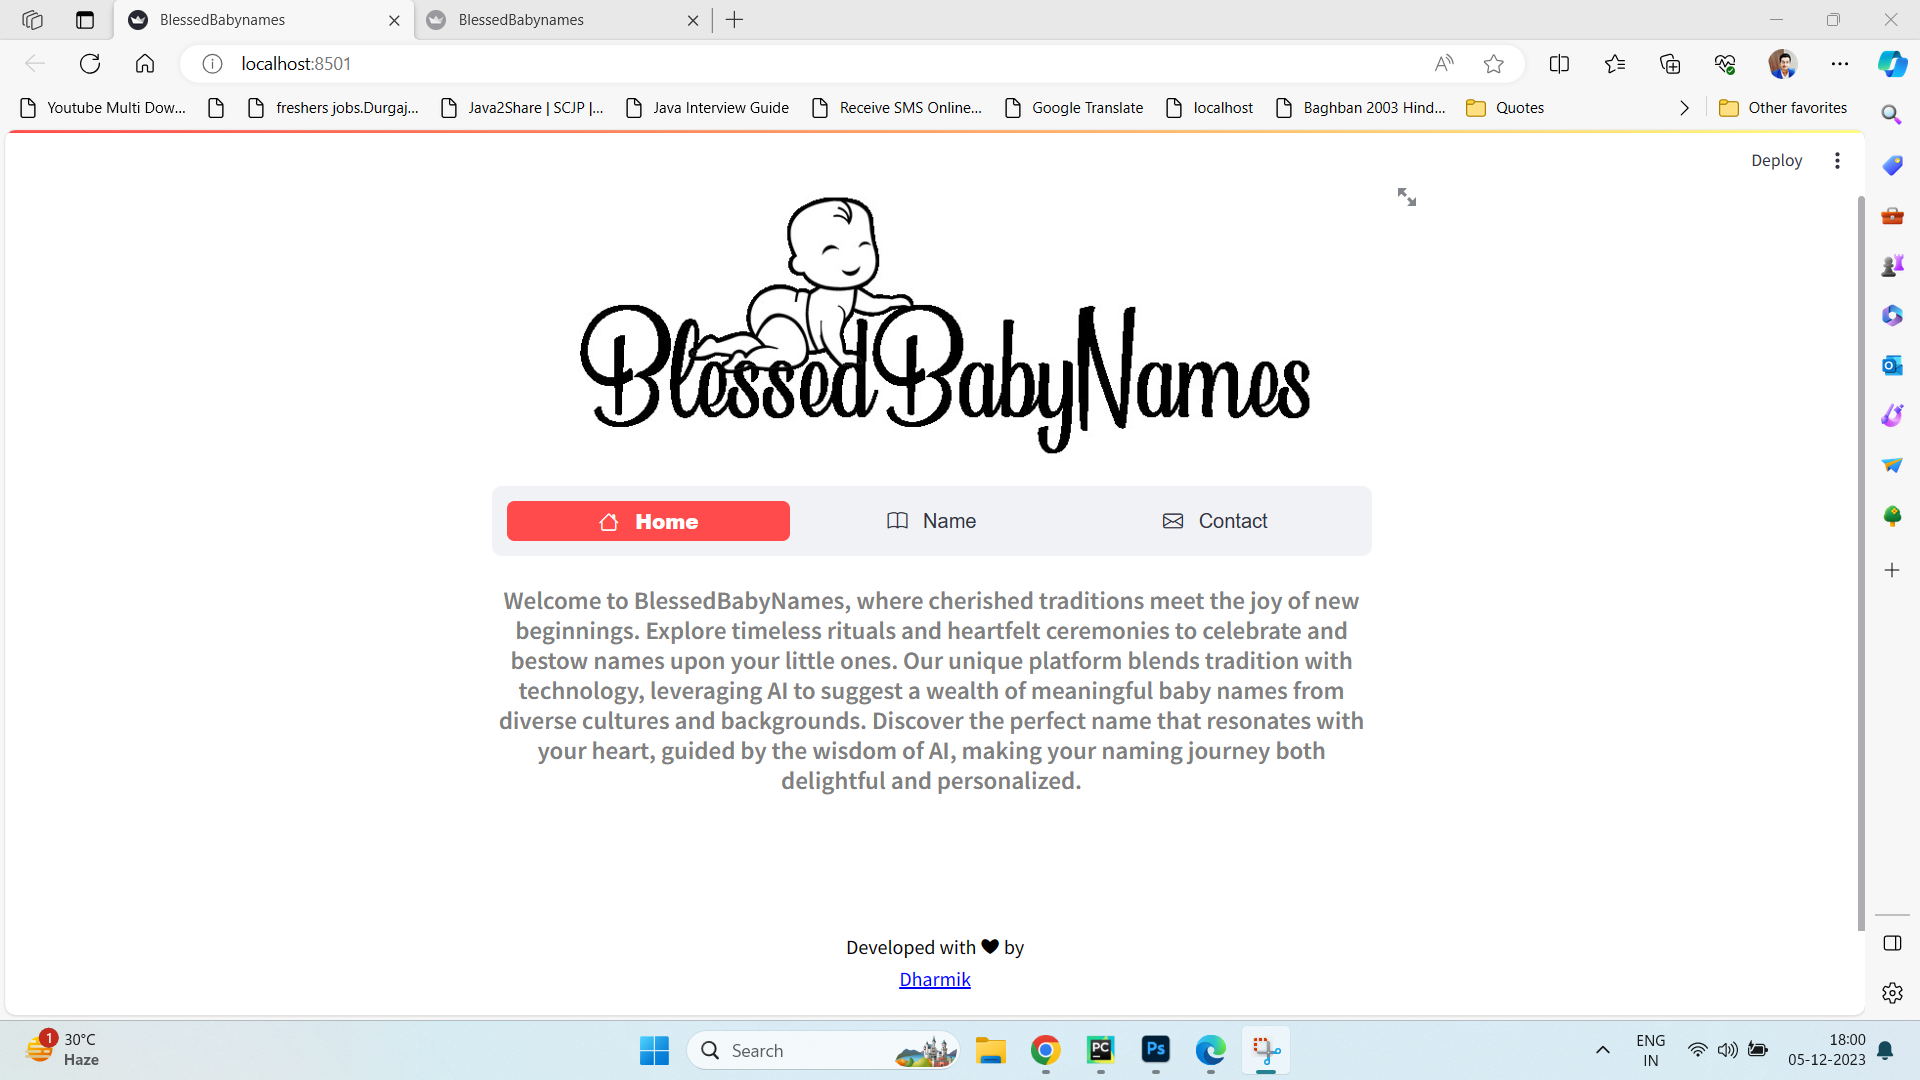 BlessedBabynames
BlessedBabynames
localhost:8501
Youtube Multi Dow...
freshers jobs.Durgaj...
Java2Share | SCJP |...
Java Interview Guide
Receive SMS Online...
Google Translate
localhost
Baghban 2003 Hind...
Quotes
Other favorites
Deploy
BlessedBabyNames
Home
Name
Contact
Welcome to BlessedBabyNames, where cherished traditions meet the joy of new
beginnings. Explore timeless rituals and heartfelt ceremonies to celebrate and
bestow names upon your little ones. Our unique platform blends tradition with
technology, leveraging AI to suggest a wealth of meaningful baby names from
diverse cultures and backgrounds. Discover the perfect name that resonates with
your heart, guided by the wisdom of AI, making your naming journey both
delightful and personalized.
Developed with ❤ by
Dharmik
1
30°C
Haze
Search
PC
Ps
ENG
IN
18:00
05-12-2023